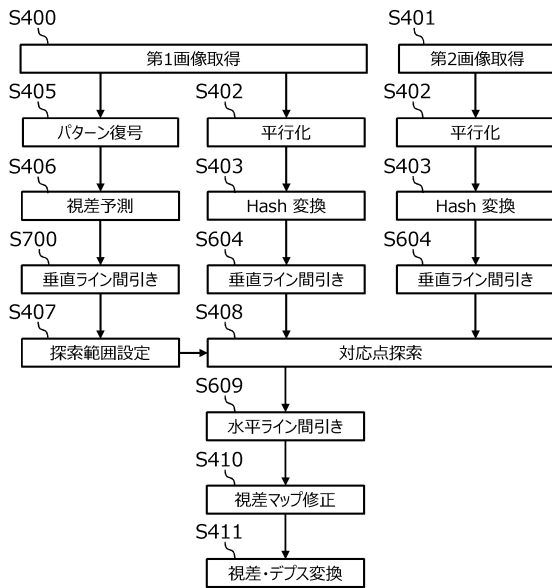 S400
第1画像取得
S401
第2画像取得
S405
パターン復号
S402
平行化
S402
平行化
S406
視差予測
S403
Hash 変換
S403
Hash 変換
S700
垂直ライン間引き
S604
垂直ライン間引き
S604
垂直ライン間引き
S407
探索範囲設定
S408
対応点探索
S609
水平ライン間引き
S410
視差マップ修正
S411
視差・デプス変換